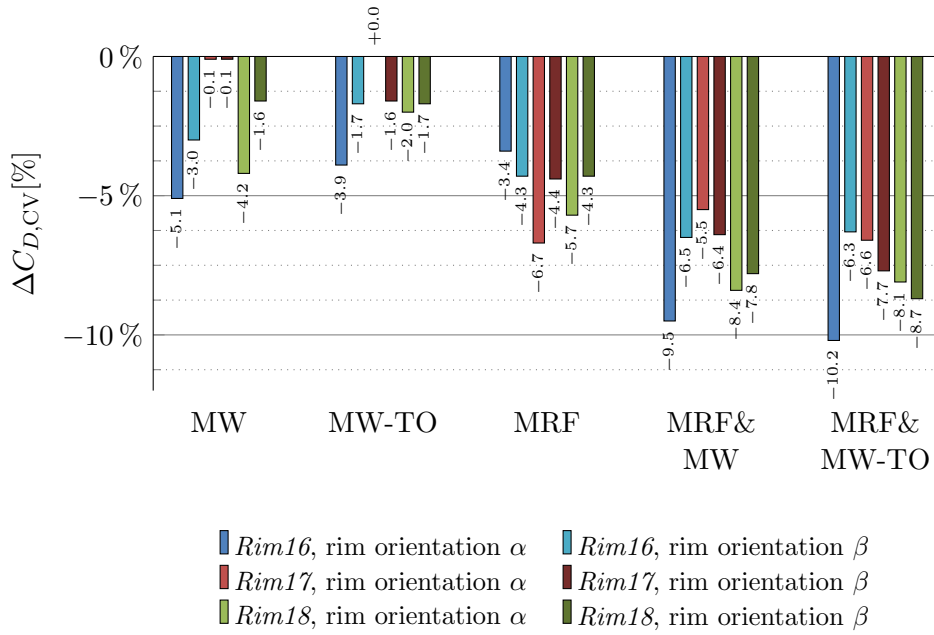 +0.0
0 %
−5.1
−3.0
−0.1
−0.1
−4.2
−1.6
−3.9
−1.7
−1.6
−2.0
−1.7
−3.4
−4.3
−6.7
−4.4
−5.7
−4.3
−9.5
−6.5
−5.5
−6.4
−8.4
−7.8
−10.2
−6.3
−6.6
−7.7
−8.1
−8.7
−5 %
−10 %
ΔC_{D,CV}[%]
MW
MW-TO
MRF
MRF&
MW
MRF&
MW-TO
Rim16, rim orientation α
Rim16, rim orientation β
Rim17, rim orientation α
Rim17, rim orientation β
Rim18, rim orientation α
Rim18, rim orientation β